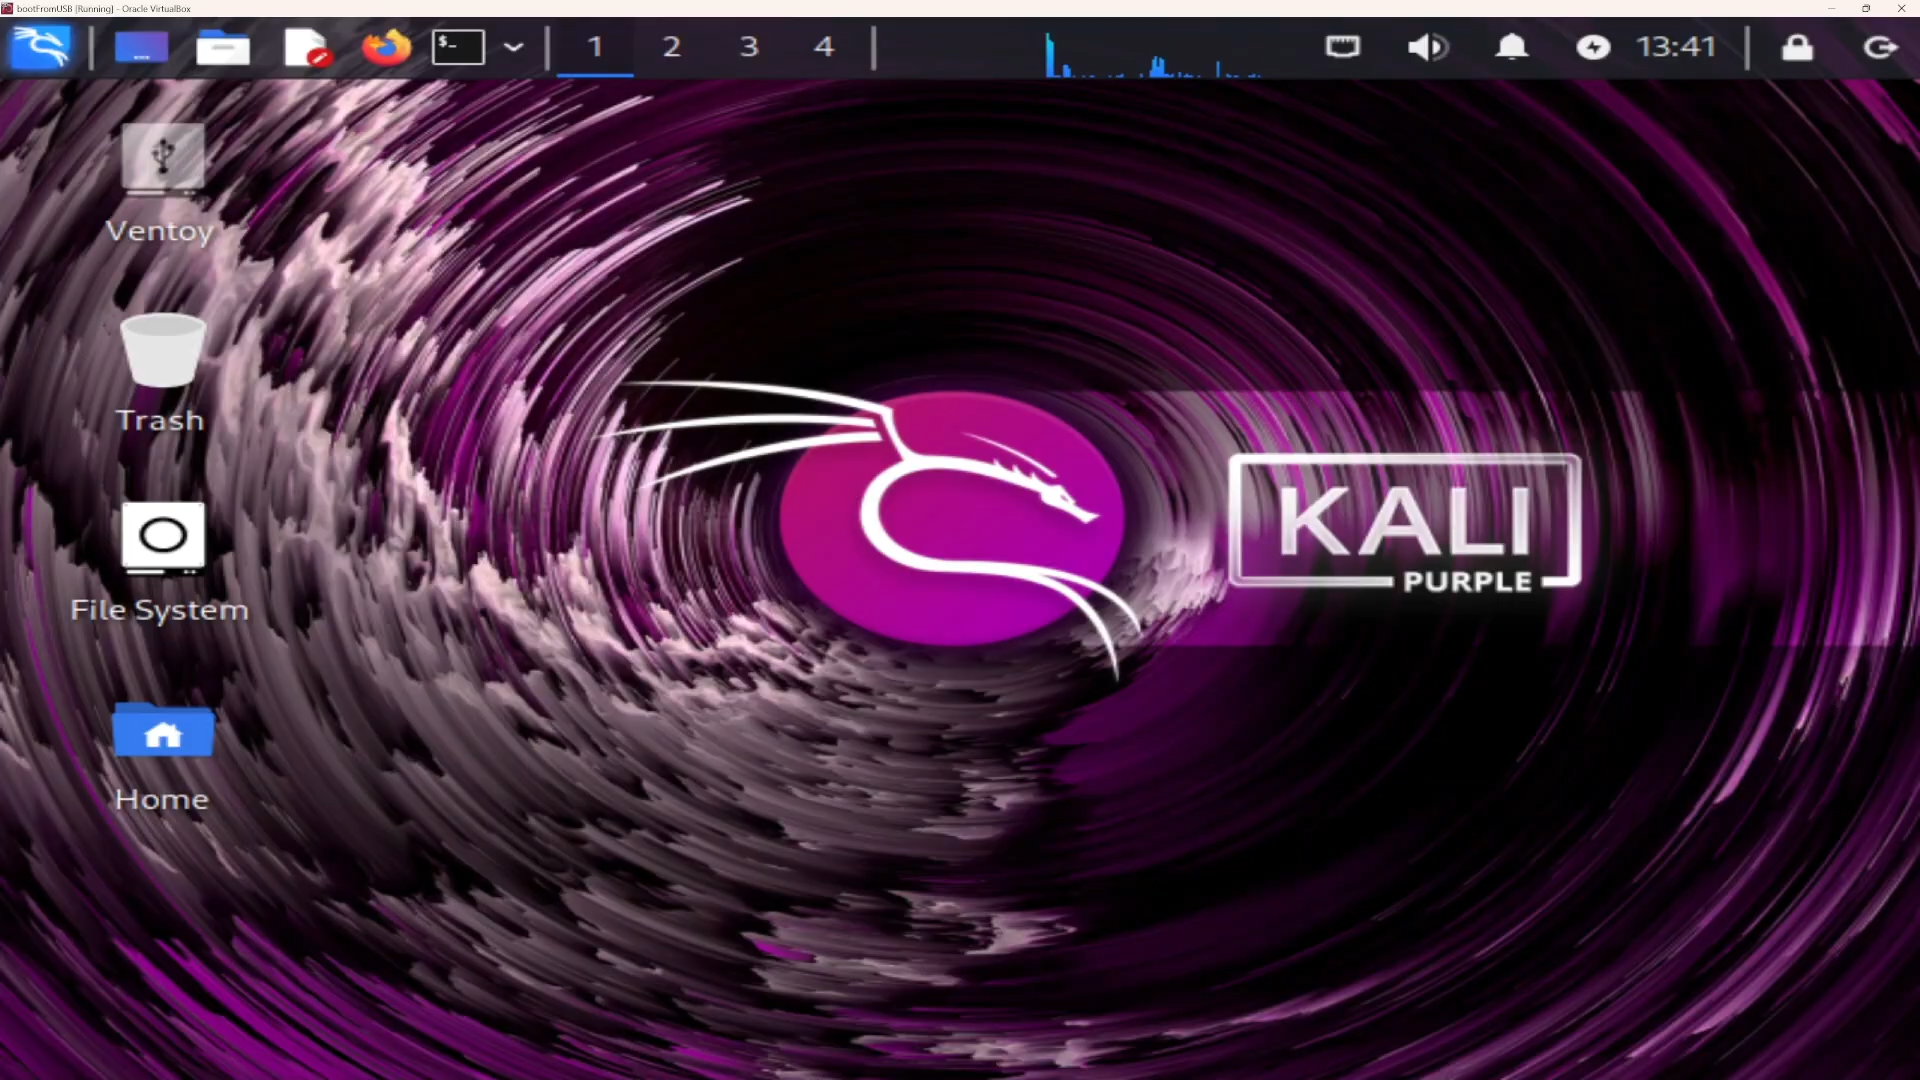 bootFromUSB [Running] - Oracle VirtualBox
$-
1 2 3 4
13:41
Ventoy
Trash
File System
Home
KALI
PURPLE